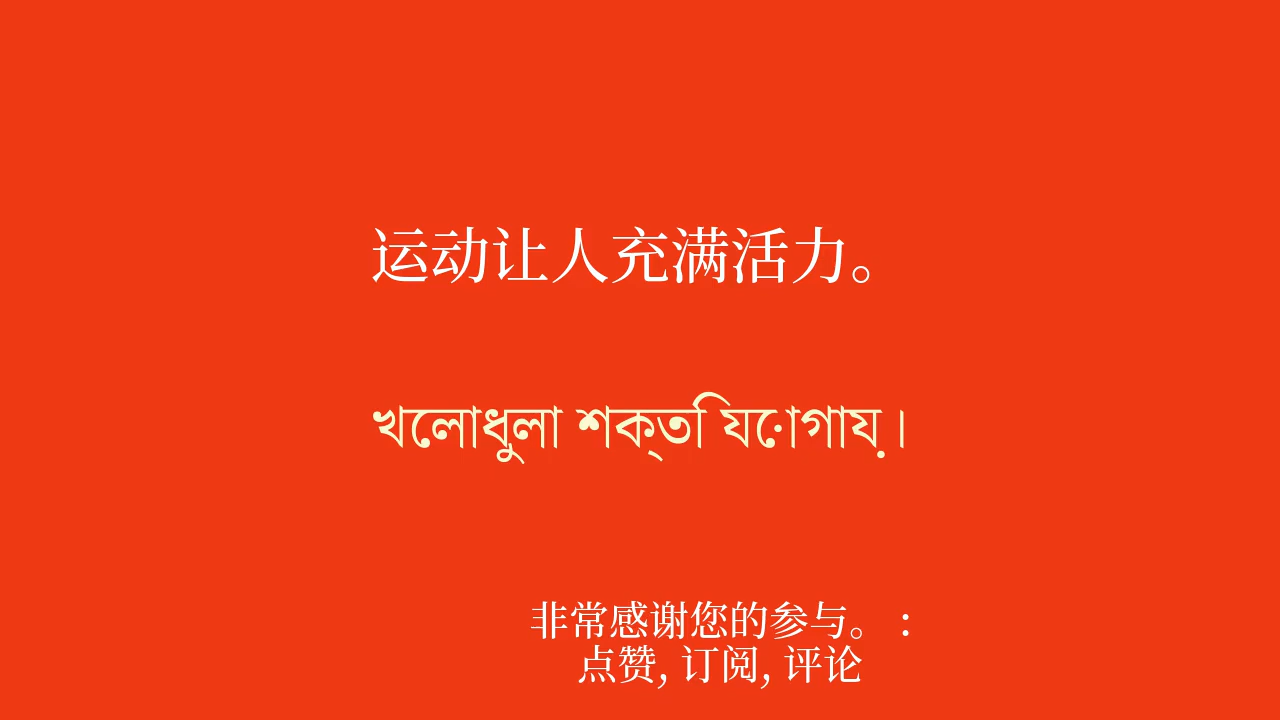 运动让人充满活力。
খেলোধুলা শক্তি যোগায়।
非常感谢您的参与。 :
点赞, 订阅, 评论